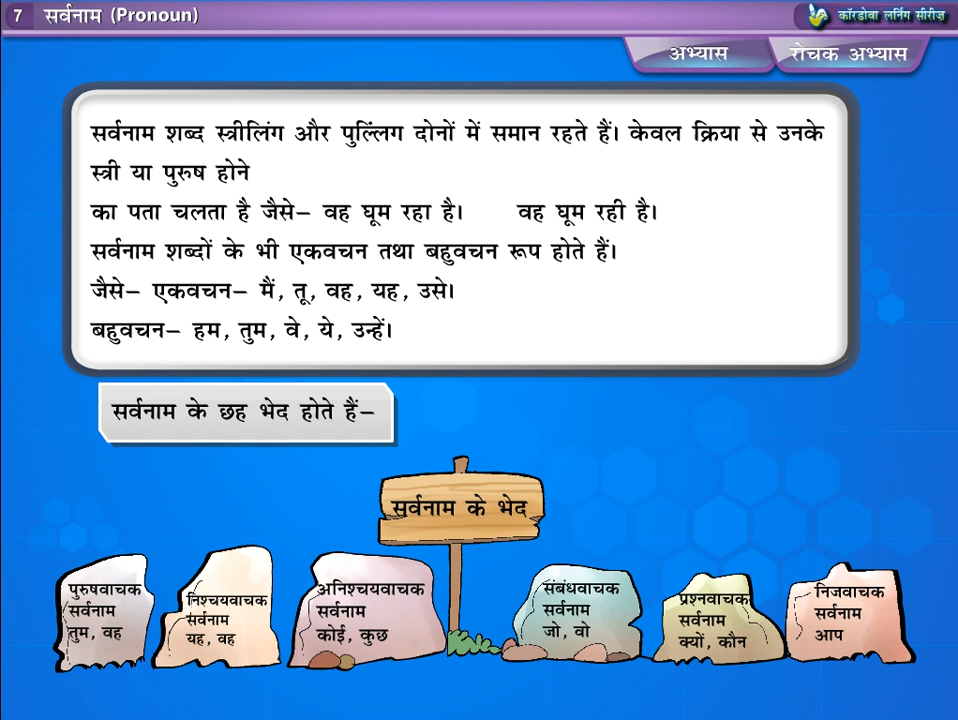 7 सर्वनाम (Pronoun)
कॉरडोवा लर्निंग सीरीज़
अभ्यास
रोचक अभ्यास
सर्वनाम शब्द स्त्रीलिंग और पुल्लिंग दोनों में समान रहते हैं। केवल क्रिया से उनके
स्त्री या पुरुष होने
का पता चलता है जैसे– वह घूम रहा है। वह घूम रही है।
सर्वनाम शब्दों के भी एकवचन तथा बहुवचन रूप होते हैं।
जैसे– एकवचन– मैं, तू, वह, यह, उसे।
बहुवचन– हम, तुम, वे, ये, उन्हें।
सर्वनाम के छह भेद होते हैं–
सर्वनाम के भेद
पुरुषवाचक
सर्वनाम
तुम, वह
निश्चयवाचक
सर्वनाम
यह, वह
अनिश्चयवाचक
सर्वनाम
कोई, कुछ
संबंधवाचक
सर्वनाम
जो, वो
प्रश्नवाचक
सर्वनाम
क्यों, कौन
निजवाचक
सर्वनाम
आप